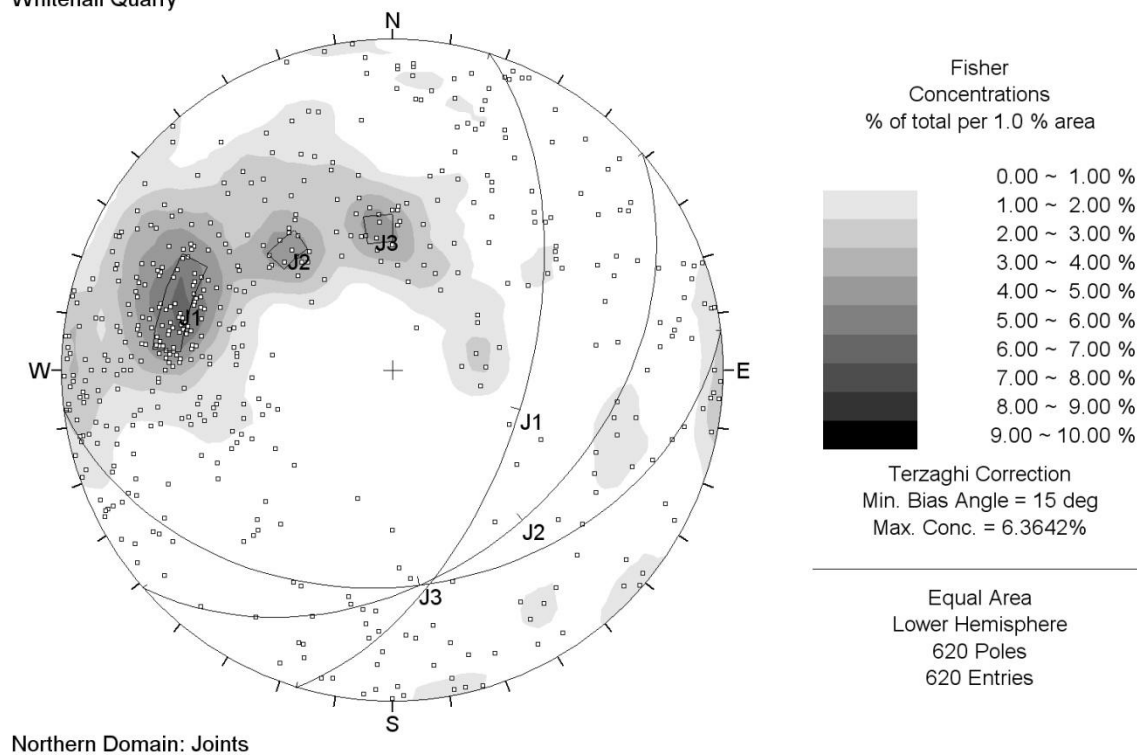 Whitehall Quarry
N
W
E
S
J1
J2
J3
J1
J2
J3
Fisher
Concentrations
% of total per 1.0 % area
0.00 ~ 1.00 %
1.00 ~ 2.00 %
2.00 ~ 3.00 %
3.00 ~ 4.00 %
4.00 ~ 5.00 %
5.00 ~ 6.00 %
6.00 ~ 7.00 %
7.00 ~ 8.00 %
8.00 ~ 9.00 %
9.00 ~ 10.00 %
Terzaghi Correction
Min. Bias Angle = 15 deg
Max. Conc. = 6.3642%
Equal Area
Lower Hemisphere
620 Poles
620 Entries
Northern Domain: Joints